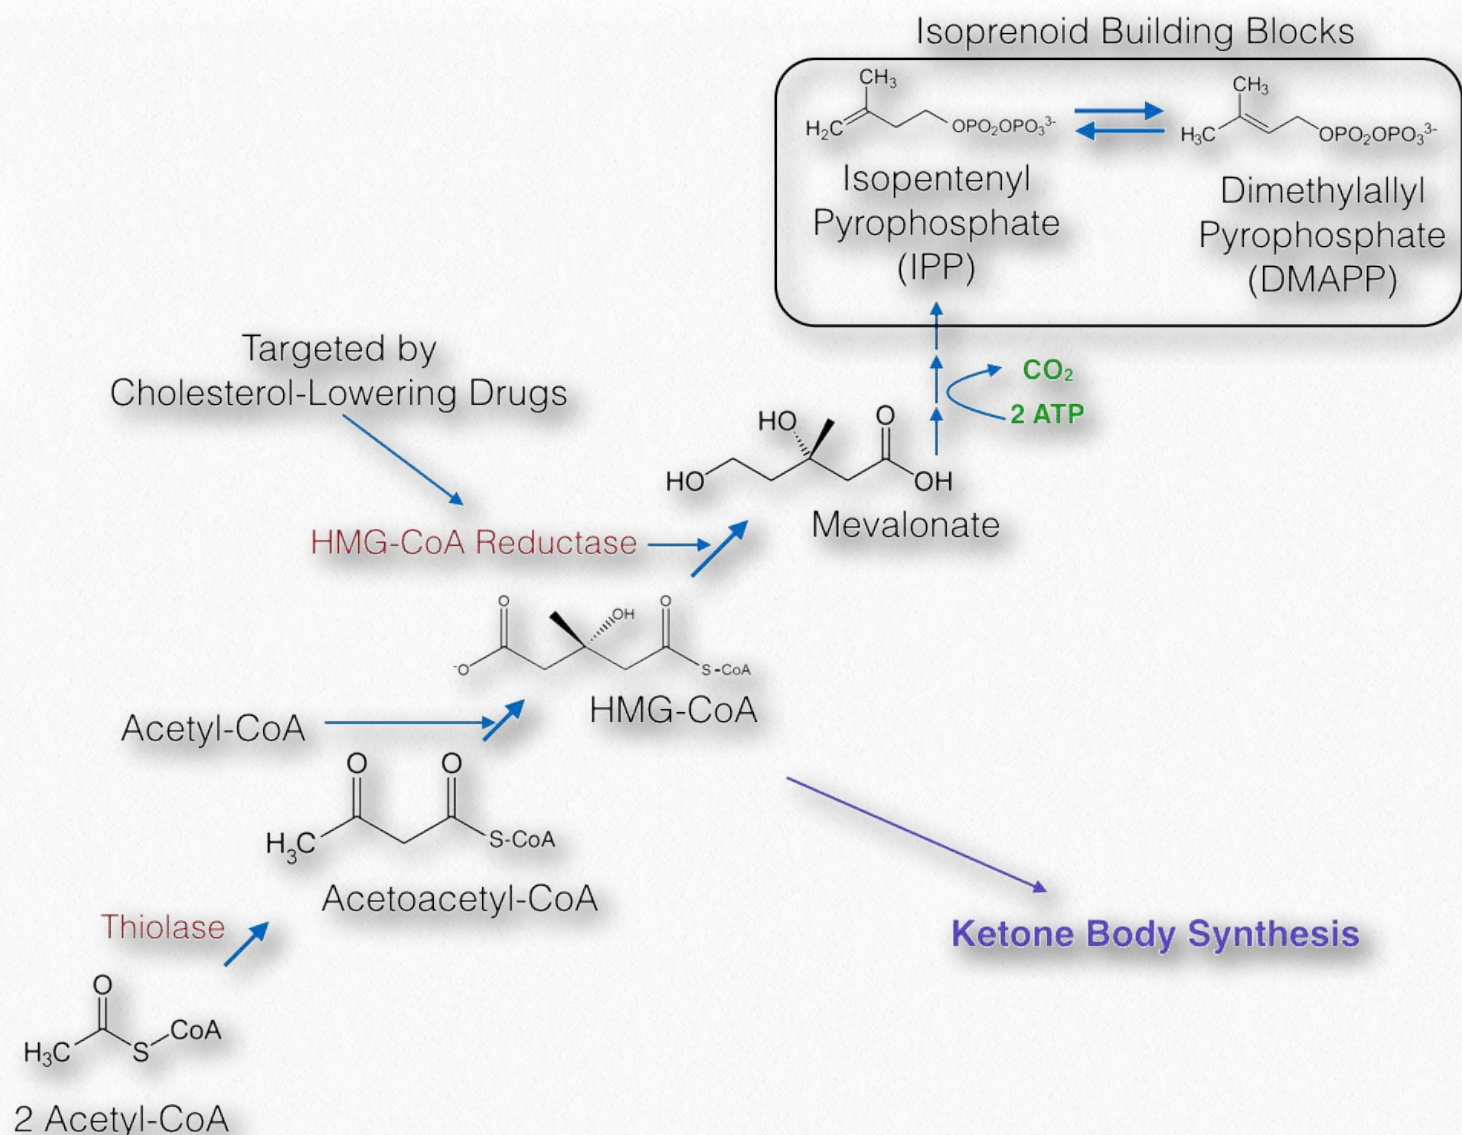 Isoprenoid Building Blocks
CH₃
H₂C
OPO₂OPO₃³⁻
CH₃
H₃C
OPO₂OPO₃³⁻
Isopentenyl
Pyrophosphate
(IPP)
Dimethylallyl
Pyrophosphate
(DMAPP)
Targeted by
Cholesterol-Lowering Drugs
CO₂
2 ATP
HO
O
HO
OH
Mevalonate
HMG-CoA Reductase
O
OH
O
⁻O
S-CoA
HMG-CoA
Acetyl-CoA
O
O
H₃C
S-CoA
Acetoacetyl-CoA
Ketone Body Synthesis
Thiolase
O
CoA
H₃C
S
2 Acetyl-CoA